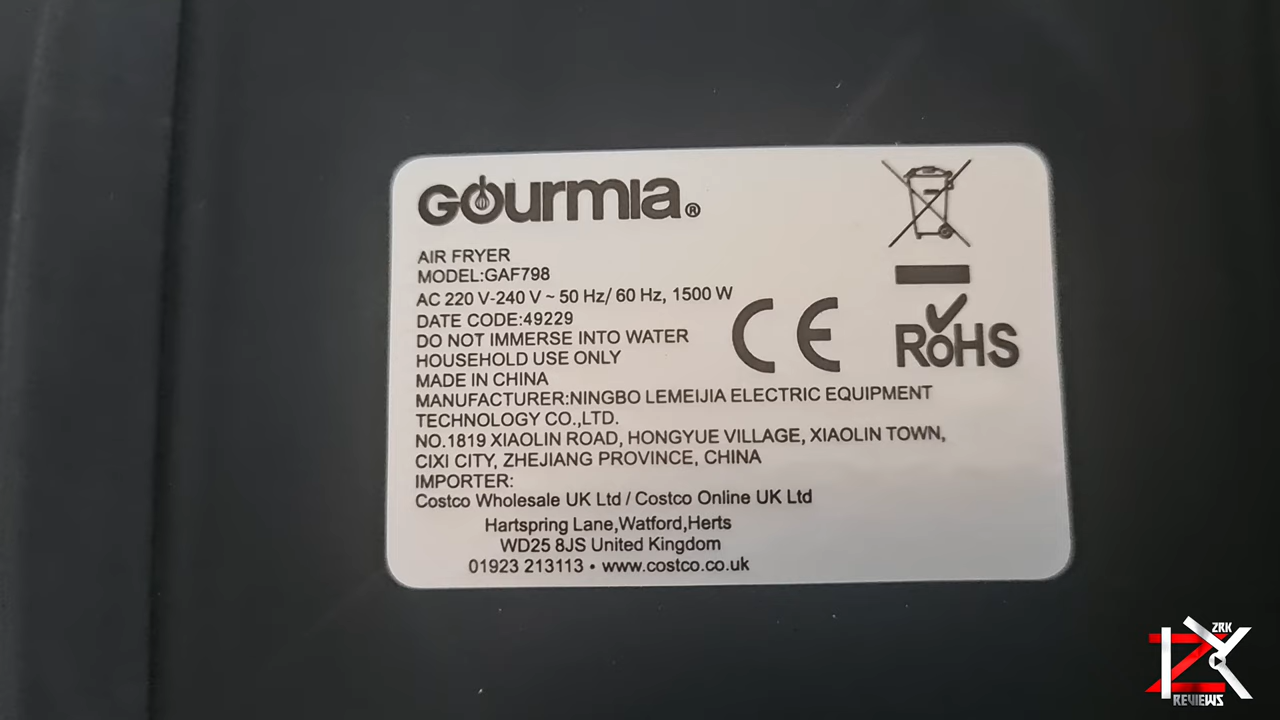 GOURMIA®
AIR FRYER
MODEL:GAF798
AC 220 V-240 V ~ 50 Hz/ 60 Hz, 1500 W
DATE CODE:49229
DO NOT IMMERSE INTO WATER
HOUSEHOLD USE ONLY
MADE IN CHINA
MANUFACTURER:NINGBO LEMEIJIA ELECTRIC EQUIPMENT
TECHNOLOGY CO.,LTD.
NO.1819 XIAOLIN ROAD, HONGYUE VILLAGE, XIAOLIN TOWN,
CIXI CITY, ZHEJIANG PROVINCE, CHINA
IMPORTER:
Costco Wholesale UK Ltd / Costco Online UK Ltd
Hartspring Lane,Watford,Herts
WD25 8JS United Kingdom
01923 213113 • www.costco.co.uk
CE
RoHS
ZRK
REVIEWS